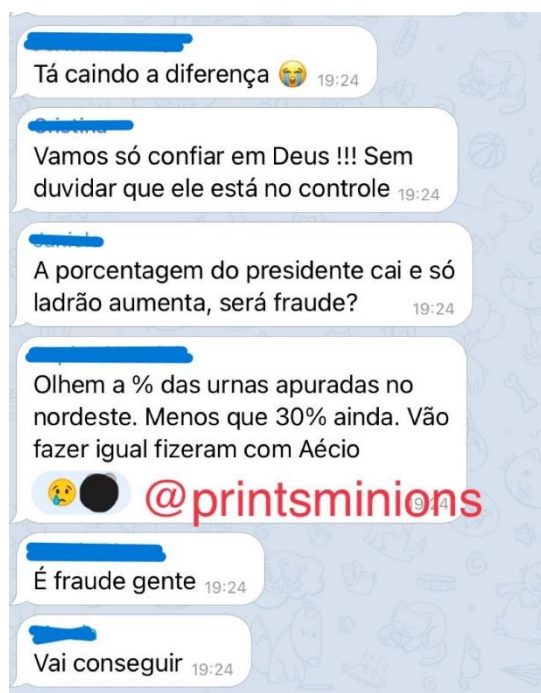 Tá caindo a diferença 😭 19:24
Vamos só confiar em Deus !!! Sem
duvidar que ele está no controle 19:24
A porcentagem do presidente cai e só
ladrão aumenta, será fraude? 19:24
Olhem a % das urnas apuradas no
nordeste. Menos que 30% ainda. Vão
fazer igual fizeram com Aécio
😢 @printsminions 19:24
É fraude gente 19:24
Vai conseguir 19:24